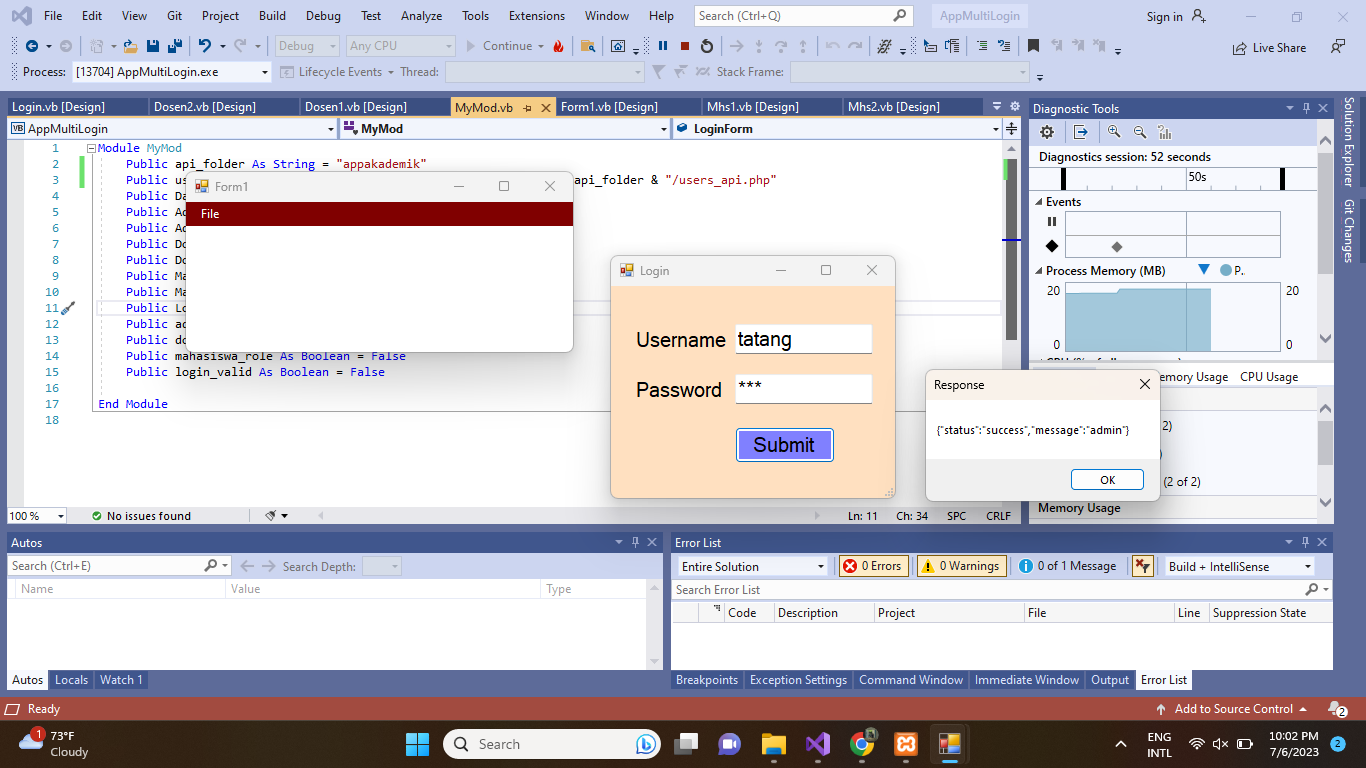 File Edit View Git Project Build Debug Test Analyze Tools Extensions Window Help Search (Ctrl+Q) AppMultiLogin Sign in
Debug Any CPU Continue Live Share
Process: [13704] AppMultiLogin.exe Lifecycle Events Thread: Stack Frame:
Login.vb [Design] Dosen2.vb [Design] Dosen1.vb [Design] MyMod.vb Form1.vb [Design] Mhs1.vb [Design] Mhs2.vb [Design]
AppMultiLogin MyMod LoginForm
1 Module MyMod
2 Public api_folder As String = "appakademik"
3 Public us api_folder & "/users_api.php"
4 Public Da
5 Public Ad
6 Public Ad
7 Public Do
8 Public Do
9 Public Ma
10 Public Ma
11 Public Lo
12 Public ad
13 Public do
14 Public mahasiswa_role As Boolean = False
15 Public login_valid As Boolean = False
16
17 End Module
18
Form1
File
Login
Username tatang
Password ***
Submit
Response
{"status":"success","message":"admin"}
OK
Diagnostic Tools
Diagnostics session: 52 seconds
50s
Events
Process Memory (MB) P..
20 20
0 0
emory Usage CPU Usage
2)
)
(2 of 2)
Memory Usage
Solution Explorer
Git Changes
100 % No issues found Ln: 11 Ch: 34 SPC CRLF
Autos
Search (Ctrl+E) Search Depth:
Name Value Type
Autos Locals Watch 1
Error List
Entire Solution 0 Errors 0 Warnings 0 of 1 Message Build + IntelliSense
Search Error List
Code Description Project File Line Suppression State
Breakpoints Exception Settings Command Window Immediate Window Output Error List
Ready Add to Source Control 2
1 73°F
Cloudy
Search
ENG
INTL
10:02 PM
7/6/2023
2